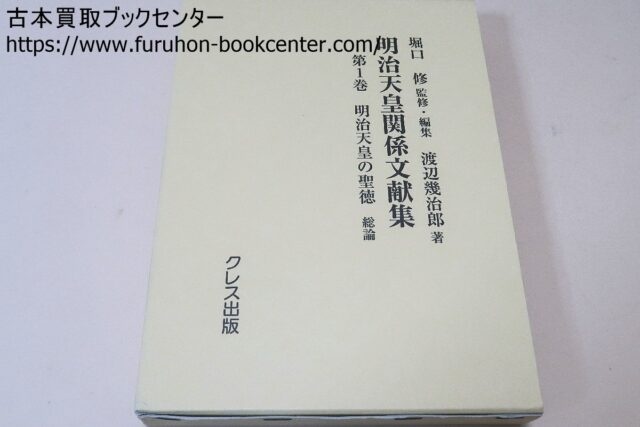 古本買取ブックセンター
https://www.furuhon-bookcenter.com/
堀口 修 監修・編集 渡辺幾治郎 著
明治天皇関係文献集
第1巻 明治天皇の聖徳 総論
クレス出版